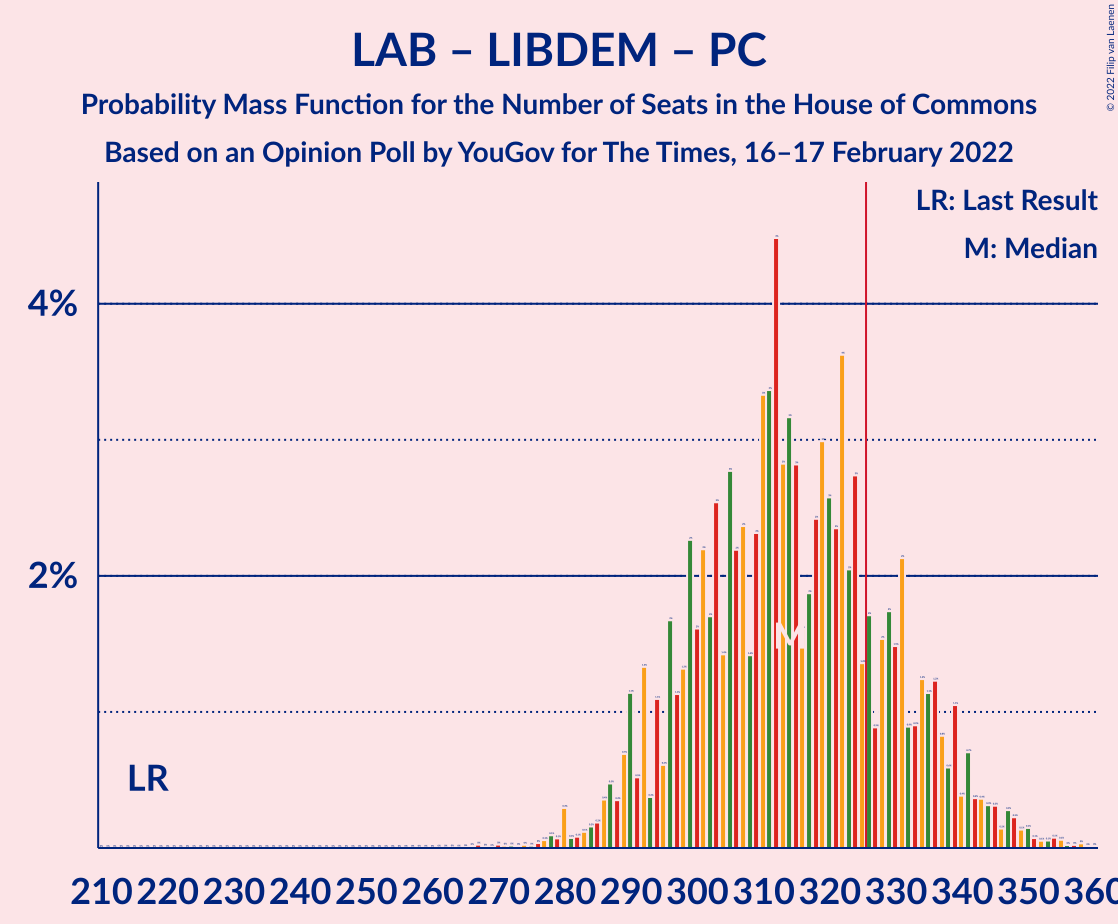 LAB – LIBDEM – PC
Probability Mass Function for the Number of Seats in the House of Commons
Based on an Opinion Poll by YouGov for The Times, 16–17 February 2022
© 2022 Filip van Laenen
LR: Last Result
M: Median
4%
2%
LR
M
210 220 230 240 250 260 270 280 290 300 310 320 330 340 350 360